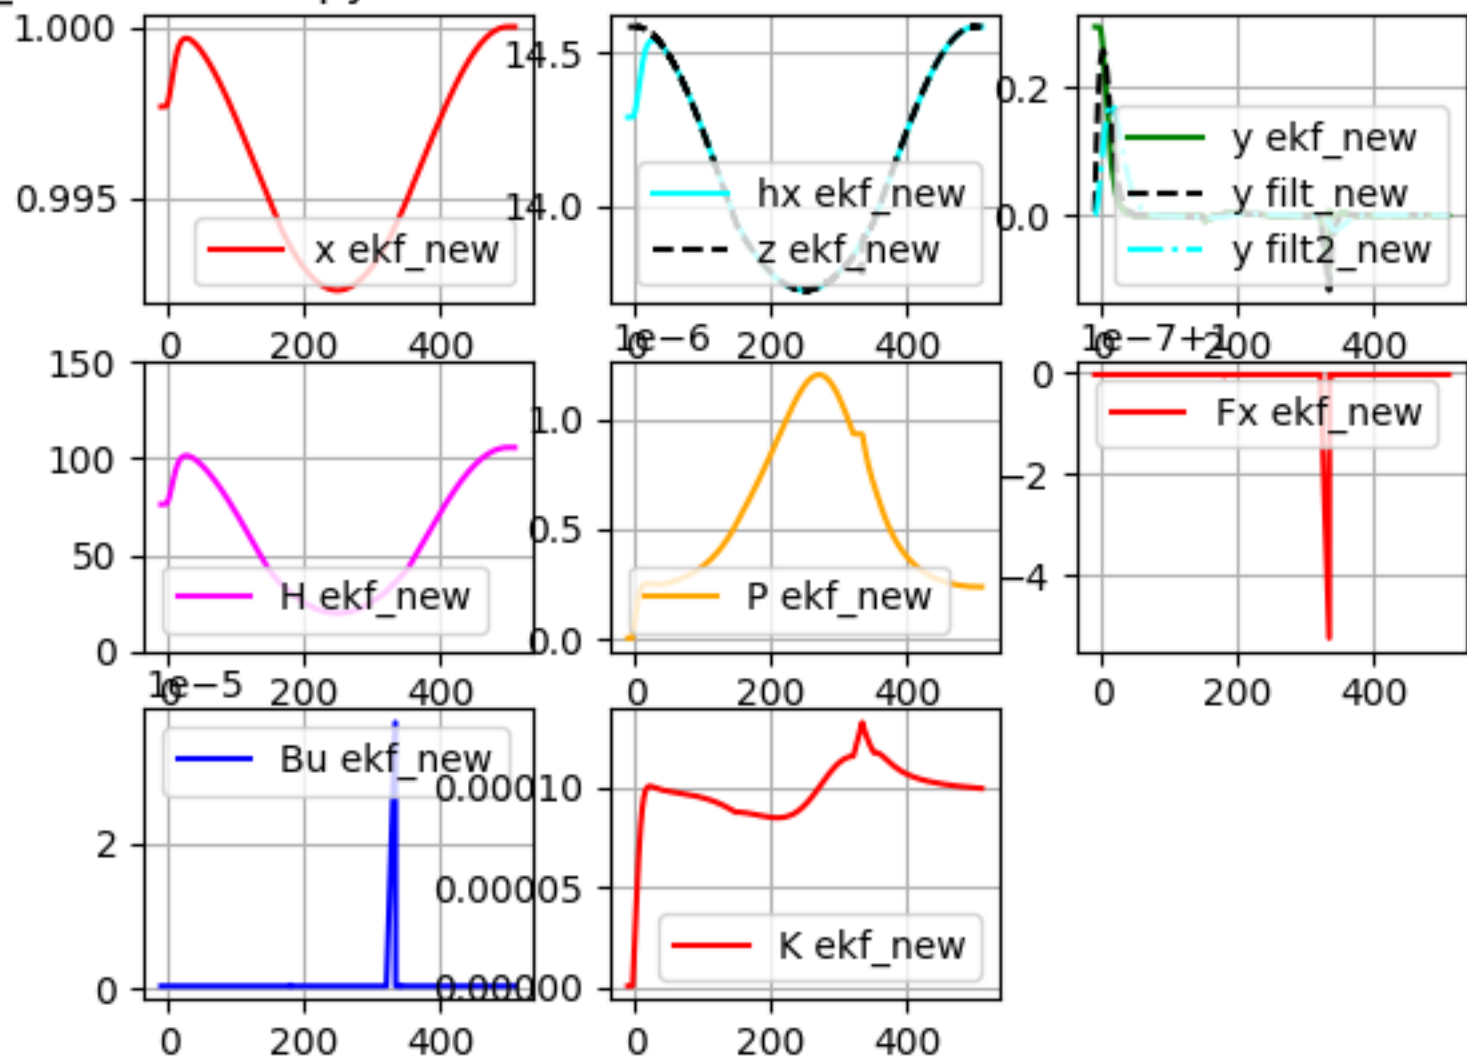 1.000
0.995
x ekf_new
0 200 400
14.5
14.0
hx ekf_new
z ekf_new
0 200 400
0.2
0.0
y ekf_new
y filt_new
y filt2_new
0 200 400
150
100
50
0
H ekf_new
0 200 400
1e−6
1.0
0.5
0.0
P ekf_new
0 200 400
1e−7+1
0
−2
−4
Fx ekf_new
0 200 400
1e−5
2
0
Bu ekf_new
0 200 400
0.00010
0.00005
0.00000
K ekf_new
0 200 400